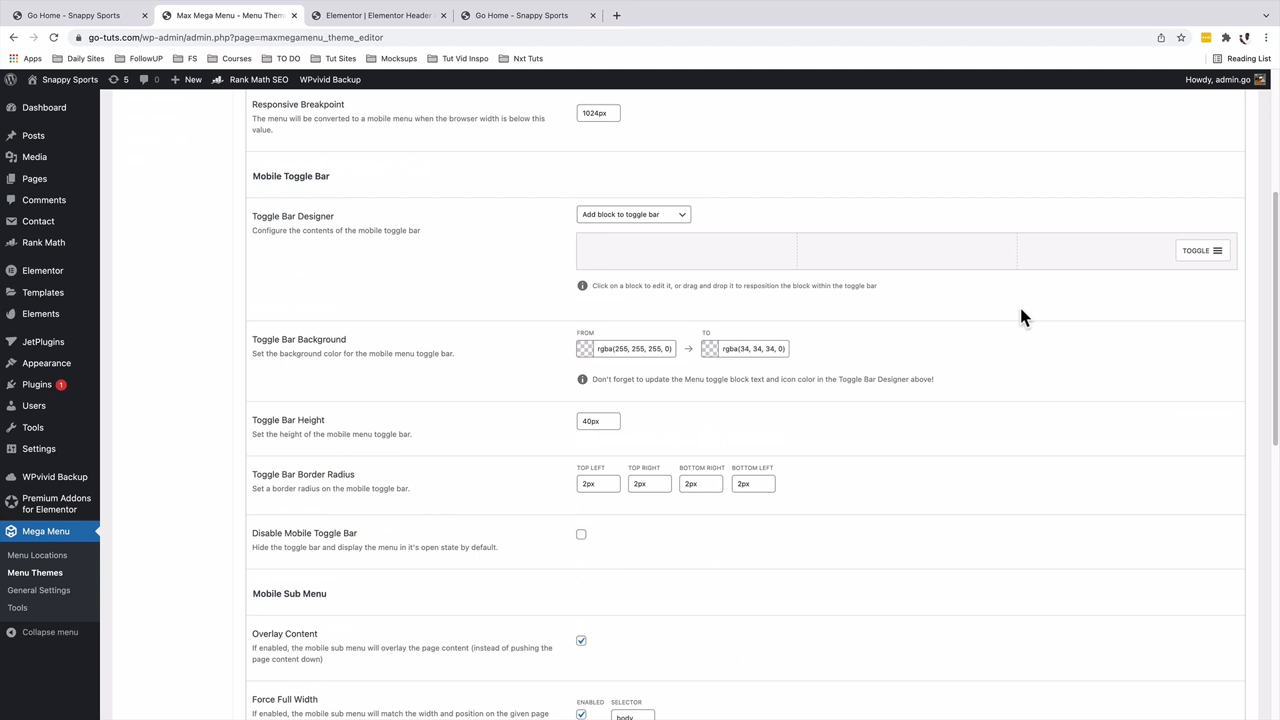 Go Home - Snappy Sports
Max Mega Menu - Menu Them
Elementor | Elementor Header
Go Home - Snappy Sports
go-tuts.com/wp-admin/admin.php?page=maxmegamenu_theme_editor
Apps
Daily Sites
FollowUP
FS
Courses
TO DO
Tut Sites
Mocksups
Tut Vid Inspo
Nxt Tuts
Reading List
Snappy Sports
5
0
New
Rank Math SEO
WPvivid Backup
Howdy, admin.go
Dashboard
Posts
Media
Pages
Comments
Contact
Rank Math
Elementor
Templates
Elements
JetPlugins
Appearance
Plugins 1
Users
Tools
Settings
WPvivid Backup
Premium Addons
for Elementor
Mega Menu
Menu Locations
Menu Themes
General Settings
Tools
Collapse menu
Responsive Breakpoint
The menu will be converted to a mobile menu when the browser width is below this
value.
1024px
Mobile Toggle Bar
Toggle Bar Designer
Configure the contents of the mobile toggle bar
Add block to toggle bar
TOGGLE
Click on a block to edit it, or drag and drop it to resposition the block within the toggle bar
Toggle Bar Background
Set the background color for the mobile menu toggle bar.
FROM
TO
rgba(255, 255, 255, 0)
rgba(34, 34, 34, 0)
Don't forget to update the Menu toggle block text and icon color in the Toggle Bar Designer above!
Toggle Bar Height
Set the height of the mobile menu toggle bar.
40px
Toggle Bar Border Radius
Set a border radius on the mobile toggle bar.
TOP LEFT
TOP RIGHT
BOTTOM RIGHT
BOTTOM LEFT
2px
2px
2px
2px
Disable Mobile Toggle Bar
Hide the toggle bar and display the menu in it's open state by default.
Mobile Sub Menu
Overlay Content
If enabled, the mobile sub menu will overlay the page content (instead of pushing the
page content down)
Force Full Width
If enabled, the mobile sub menu will match the width and position on the given page
ENABLED
SELECTOR
body